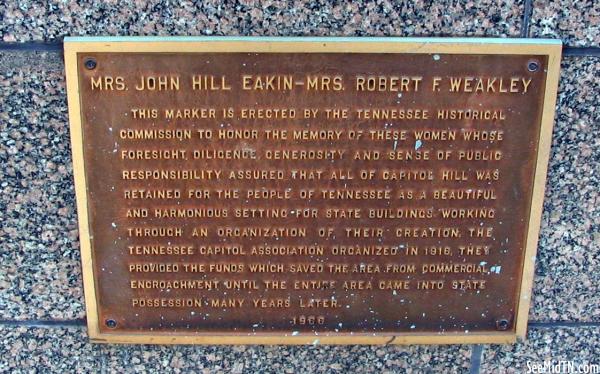 MRS. JOHN HILL EAKIN-MRS. ROBERT F. WEAKLEY
THIS MARKER IS ERECTED BY THE TENNESSEE HISTORICAL
COMMISSION TO HONOR THE MEMORY OF THESE WOMEN WHOSE
FORESIGHT, DILIGENCE, GENEROSITY AND SENSE OF PUBLIC
RESPONSIBILITY ASSURED THAT ALL OF CAPITOL HILL WAS
RETAINED FOR THE PEOPLE OF TENNESSEE AS A BEAUTIFUL
AND HARMONIOUS SETTING FOR STATE BUILDINGS. WORKING
THROUGH AN ORGANIZATION OF THEIR CREATION, THE
TENNESSEE CAPITOL ASSOCIATION ORGANIZED IN 1918, THEY
PROVIDED THE FUNDS WHICH SAVED THE AREA FROM COMMERCIAL
ENCROACHMENT UNTIL THE ENTIRE AREA CAME INTO STATE
POSSESSION MANY YEARS LATER.
SeeMidTN.com